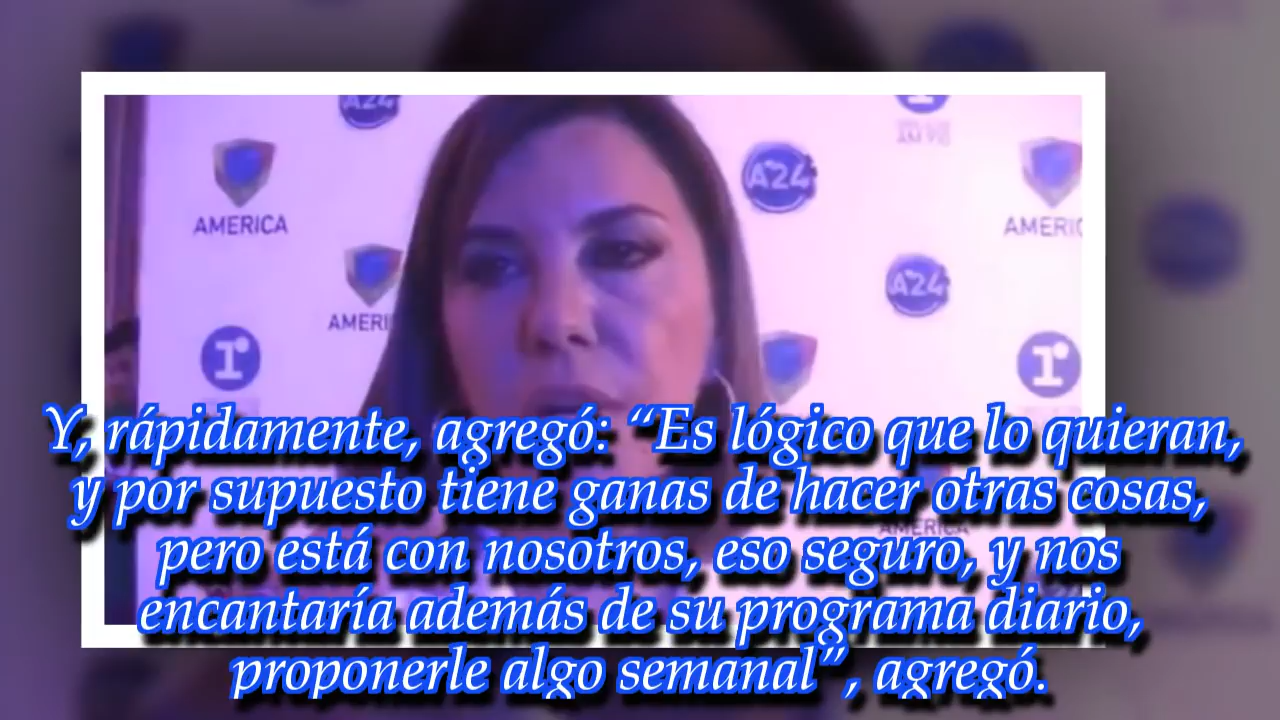 A24
AMERICA
A24
AMERIC
AMERI
A24
Y, rápidamente, agregó: “Es lógico que lo quieran,
y por supuesto tiene ganas de hacer otras cosas,
pero está con nosotros, eso seguro, y nos
encantaría además de su programa diario,
proponerle algo semanal”, agregó.
AMERICA